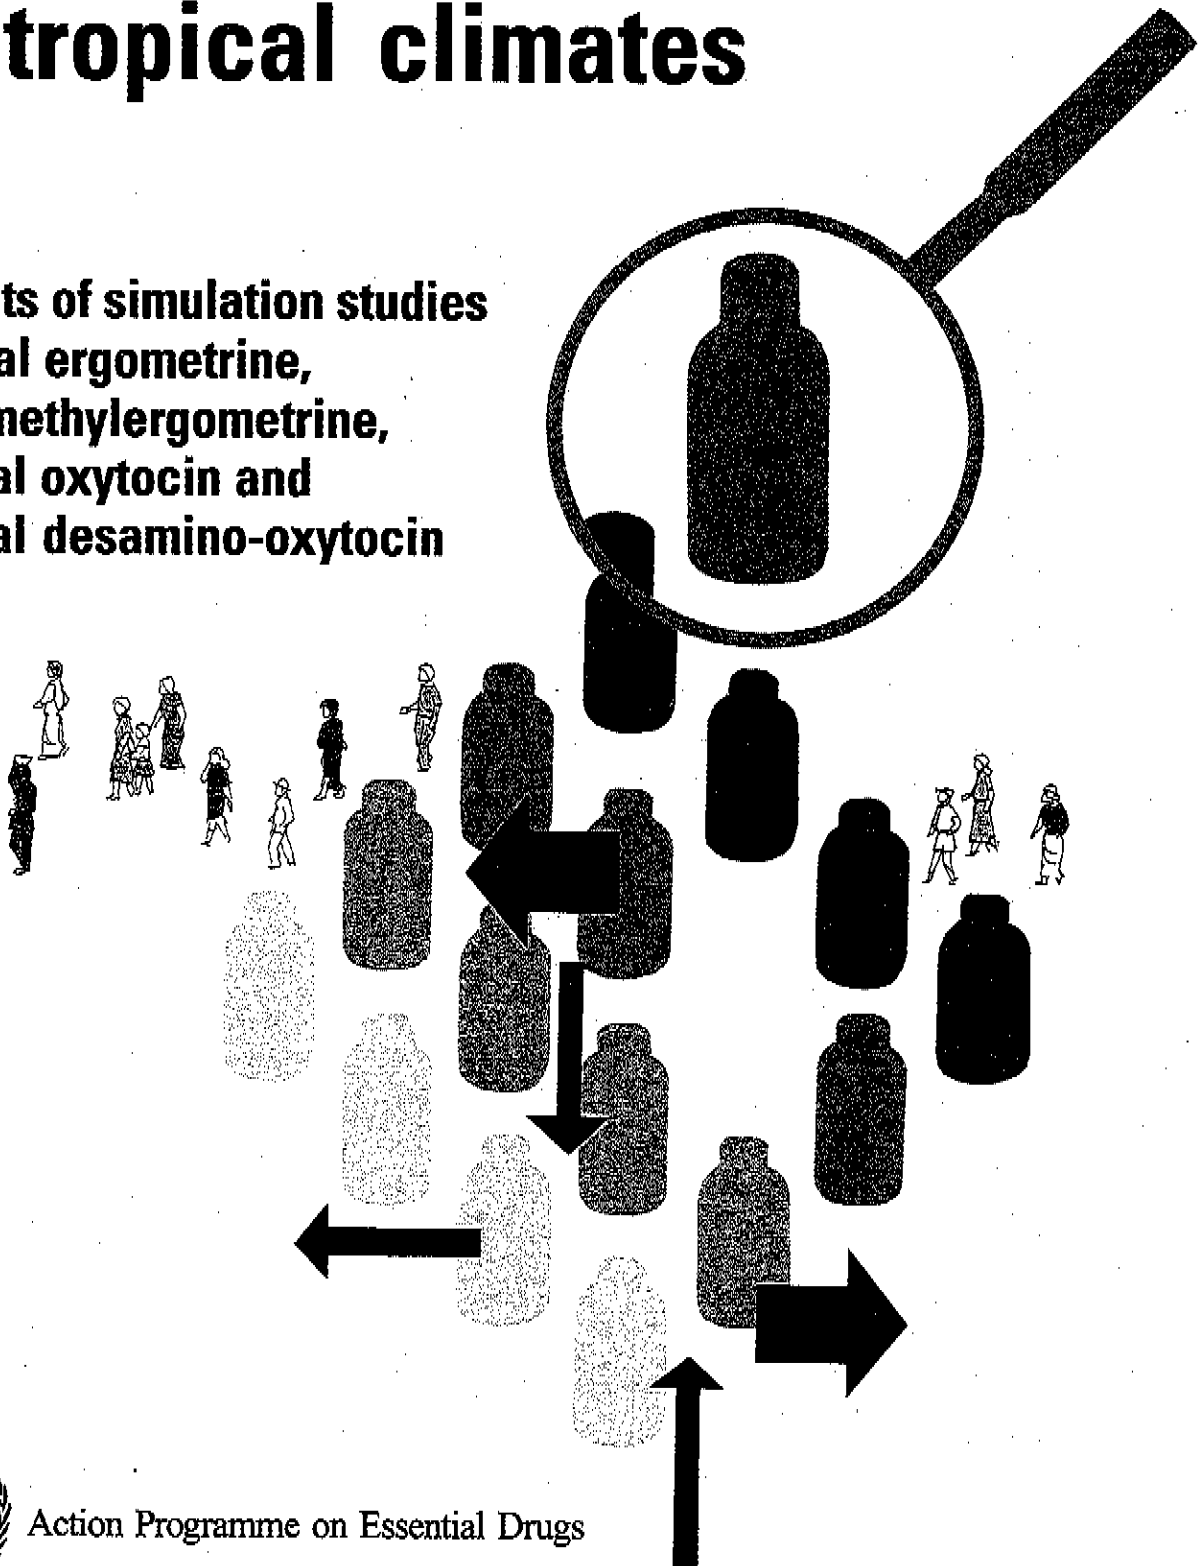 tropical climates
ts of simulation studies
al ergometrine,
methylergometrine,
al oxytocin and
al desamino-oxytocin
Action Programme on Essential Drugs